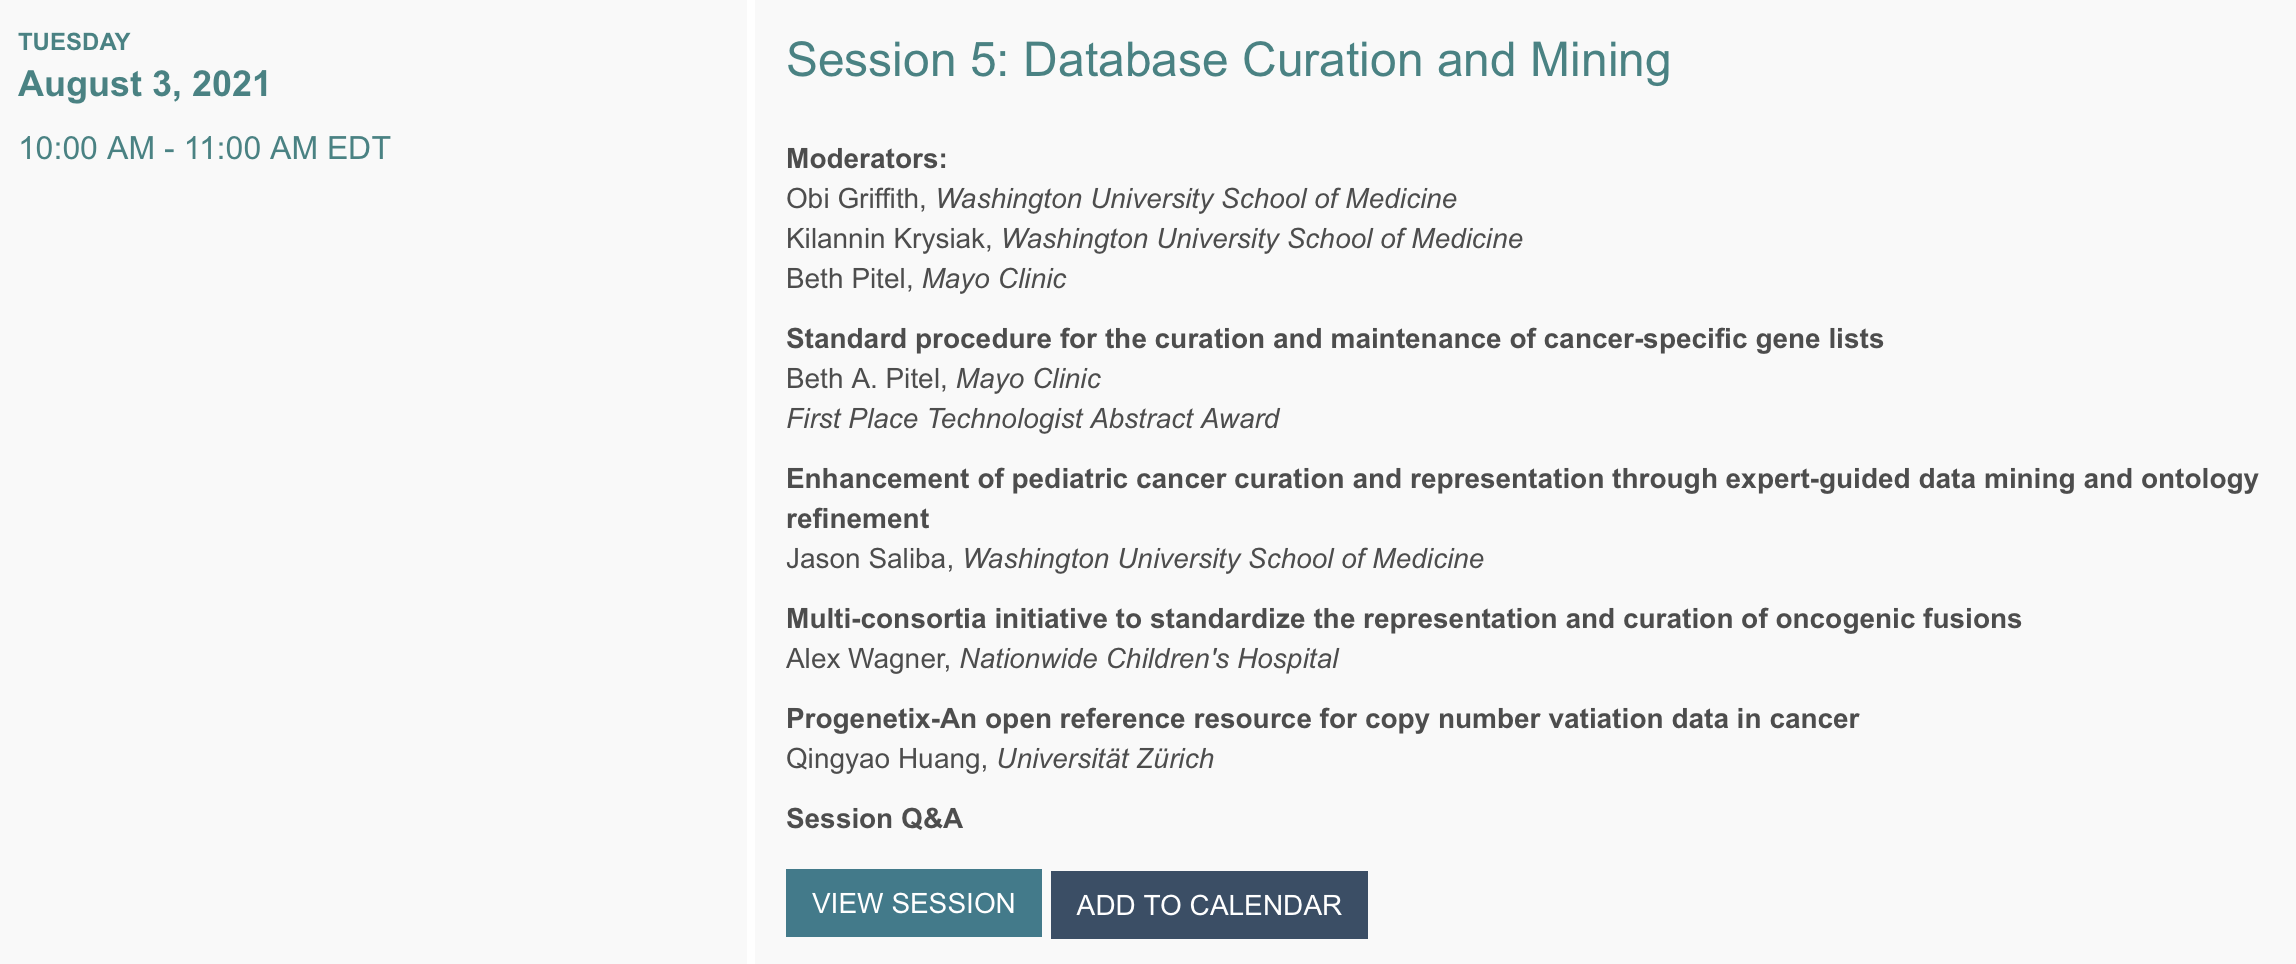 TUESDAY
August 3, 2021
10:00 AM - 11:00 AM EDT
Session 5: Database Curation and Mining
Moderators:
Obi Griffith, Washington University School of Medicine
Kilannin Krysiak, Washington University School of Medicine
Beth Pitel, Mayo Clinic
Standard procedure for the curation and maintenance of cancer-specific gene lists
Beth A. Pitel, Mayo Clinic
First Place Technologist Abstract Award
Enhancement of pediatric cancer curation and representation through expert-guided data mining and ontology
refinement
Jason Saliba, Washington University School of Medicine
Multi-consortia initiative to standardize the representation and curation of oncogenic fusions
Alex Wagner, Nationwide Children's Hospital
Progenetix-An open reference resource for copy number vatiation data in cancer
Qingyao Huang, Universität Zürich
Session Q&A
VIEW SESSION
ADD TO CALENDAR